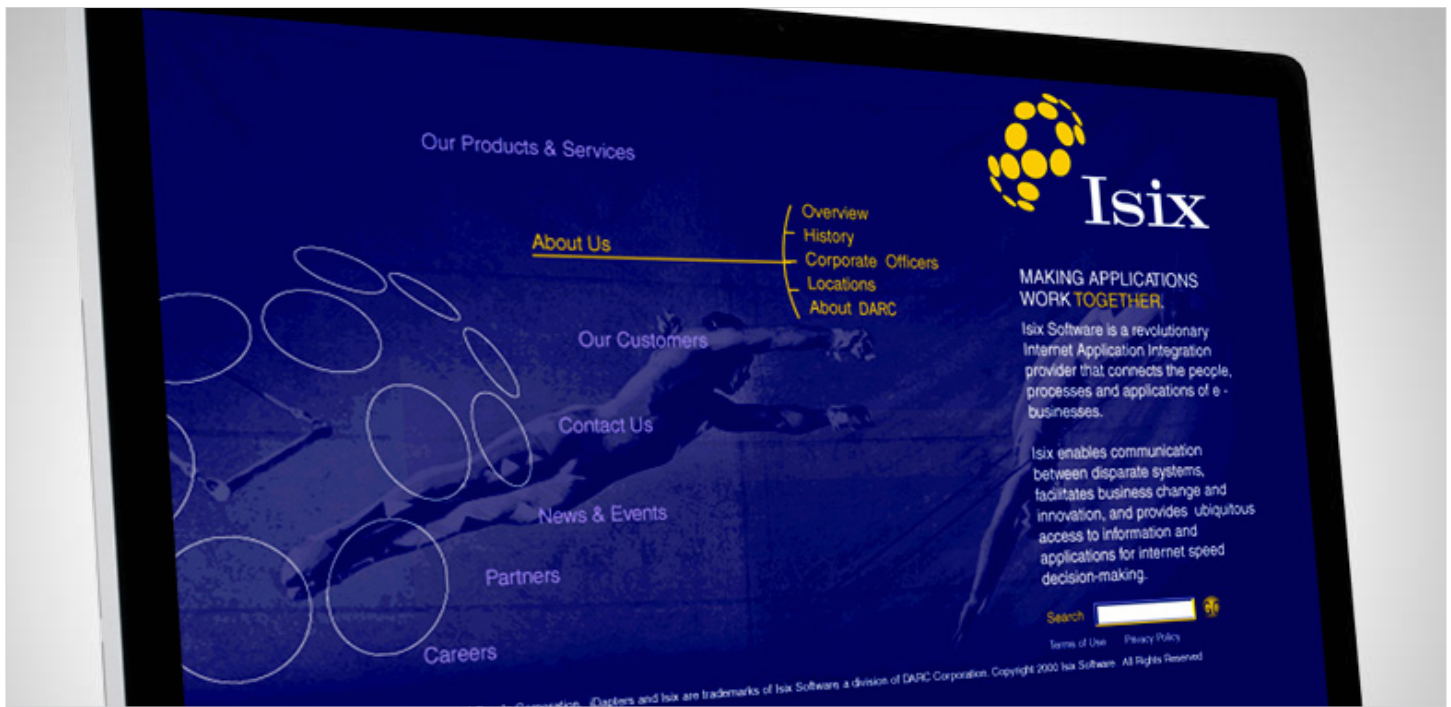 Our Products & Services
About Us
Overview
History
Corporate Officers
Locations
About DARC
Our Customers
Contact Us
News & Events
Partners
Careers
Isix
MAKING APPLICATIONS
WORK TOGETHER.
Isix Software is a revolutionary
Internet Application Integration
provider that connects the people,
processes and applications of e -
businesses.
Isix enables communication
between disparate systems,
facilitates business change and
innovation, and provides ubiquitous
access to information and
applications for internet speed
decision-making.
Search GO
Terms of Use Privacy Policy
Corporation. iDapters and Isix are trademarks of Isix Software, a division of DARC Corporation. Copyright 2000 Isix Software. All Rights Reserved